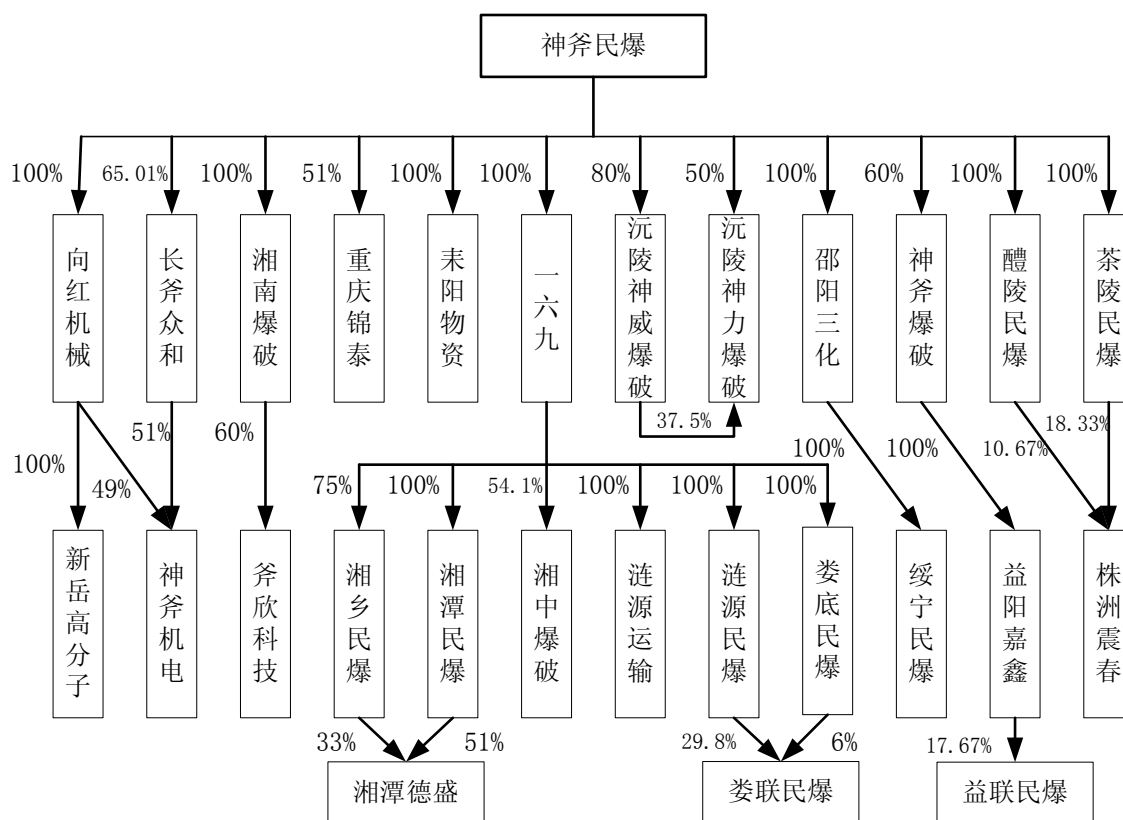 神斧民爆
100%
65.01%
100%
51%
100%
100%
80%
50%
100%
60%
100%
100%
向红机械
长斧众和
湘南爆破
重庆锦泰
耒阳物资
一六九
沅陵神威爆破
沅陵神力爆破
邵阳三化
神斧爆破
醴陵民爆
茶陵民爆
37.5%
51%
60%
18.33%
100%
100%
10.67%
100%
49%
75%
100%
54.1%
100%
100%
100%
新岳高分子
神斧机电
斧欣科技
湘乡民爆
湘潭民爆
湘中爆破
涟源运输
涟源民爆
娄底民爆
绥宁民爆
益阳嘉鑫
株洲震春
33%
51%
29.8%
6%
17.67%
湘潭德盛
娄联民爆
益联民爆